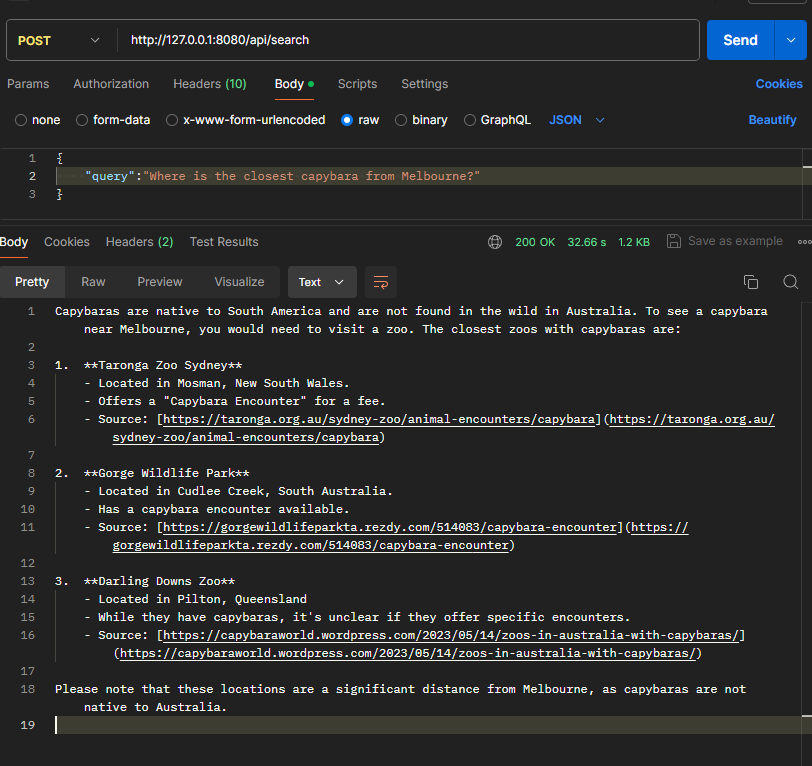 POST http://127.0.0.1:8080/api/search Send
Params Authorization Headers (10) Body Scripts Settings Cookies
none form-data x-www-form-urlencoded raw binary GraphQL JSON Beautify
1 {
2 "query":"Where is the closest capybara from Melbourne?"
3 }
Body Cookies Headers (2) Test Results 200 OK 32.66 s 1.2 KB Save as example
Pretty Raw Preview Visualize Text
1 Capybaras are native to South America and are not found in the wild in Australia. To see a capybara
near Melbourne, you would need to visit a zoo. The closest zoos with capybaras are:
2
3 1. **Taronga Zoo Sydney**
4 - Located in Mosman, New South Wales.
5 - Offers a "Capybara Encounter" for a fee.
6 - Source: [https://taronga.org.au/sydney-zoo/animal-encounters/capybara](https://taronga.org.au/
sydney-zoo/animal-encounters/capybara)
7
8 2. **Gorge Wildlife Park**
9 - Located in Cudlee Creek, South Australia.
10 - Has a capybara encounter available.
11 - Source: [https://gorgewildlifeparkta.rezdy.com/514083/capybara-encounter](https://
gorgewildlifeparkta.rezdy.com/514083/capybara-encounter)
12
13 3. **Darling Downs Zoo**
14 - Located in Pilton, Queensland
15 - While they have capybaras, it's unclear if they offer specific encounters.
16 - Source: [https://capybaraworld.wordpress.com/2023/05/14/zoos-in-australia-with-capybaras/]
(https://capybaraworld.wordpress.com/2023/05/14/zoos-in-australia-with-capybaras/)
17
18 Please note that these locations are a significant distance from Melbourne, as capybaras are not
native to Australia.
19